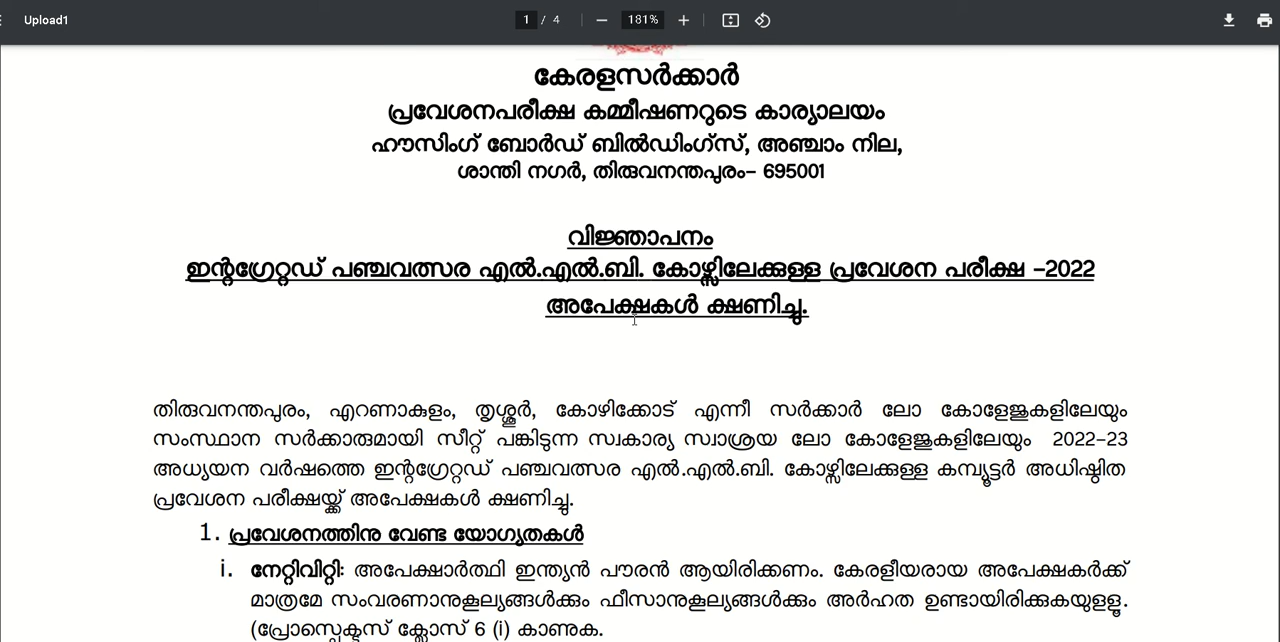 Upload1
1 / 4
181%
കേരളസർക്കാർ
പ്രവേശനപരീക്ഷ കമ്മീഷണറുടെ കാര്യാലയം
ഹൗസിംഗ് ബോർഡ് ബിൽഡിംഗ്സ്, അഞ്ചാം നില,
ശാന്തി നഗർ, തിരുവനന്തപുരം– 695001
വിജ്ഞാപനം
ഇന്റഗ്രേറ്റഡ് പഞ്ചവത്സര എൽ.എൽ.ബി. കോഴ്സിലേക്കുള്ള പ്രവേശന പരീക്ഷ –2022
അപേക്ഷകൾ ക്ഷണിച്ചു.
തിരുവനന്തപുരം, എറണാകുളം, തൃശ്ശൂർ, കോഴിക്കോട് എന്നീ സർക്കാർ ലോ കോളേജുകളിലേയും
സംസ്ഥാന സർക്കാരുമായി സീറ്റ് പങ്കിടുന്ന സ്വകാര്യ സ്വാശ്രയ ലോ കോളേജുകളിലേയും 2022–23
അധ്യയന വർഷത്തെ ഇന്റഗ്രേറ്റഡ് പഞ്ചവത്സര എൽ.എൽ.ബി. കോഴ്സിലേക്കുള്ള കമ്പ്യൂട്ടർ അധിഷ്ഠിത
പ്രവേശന പരീക്ഷയ്ക്ക് അപേക്ഷകൾ ക്ഷണിച്ചു.
1. പ്രവേശനത്തിനു വേണ്ട യോഗ്യതകൾ
i. നേറ്റിവിറ്റി: അപേക്ഷാർത്ഥി ഇന്ത്യൻ പൗരൻ ആയിരിക്കണം. കേരളീയരായ അപേക്ഷകർക്ക്
മാത്രമേ സംവരണാനുകൂല്യങ്ങൾക്കും ഫീസാനുകൂല്യങ്ങൾക്കും അർഹത ഉണ്ടായിരിക്കുകയുളളൂ.
(പ്രോസ്പെക്ടസ് ക്ലോസ് 6 (i) കാണുക.